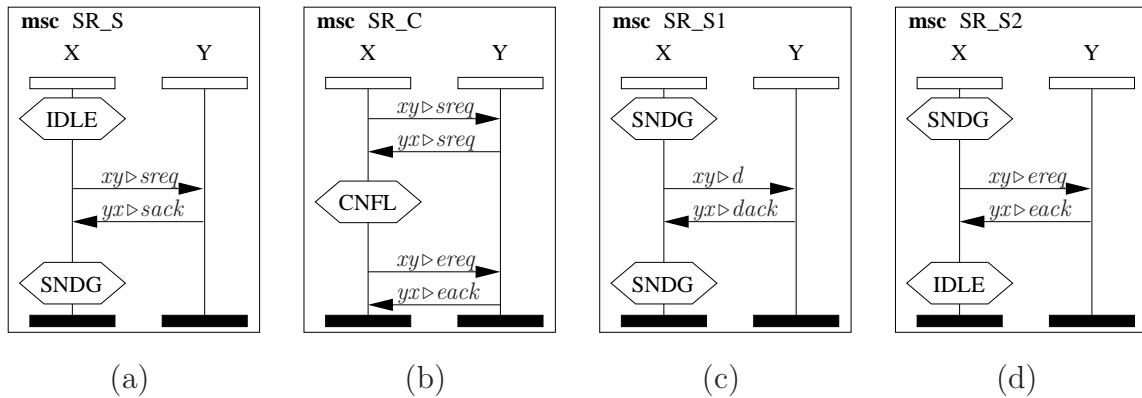 msc SR_S
X Y
IDLE
xy▷sreq
yx▷sack
SNDG
(a)
msc SR_C
X Y
xy▷sreq
yx▷sreq
CNFL
xy▷ereq
yx▷eack
(b)
msc SR_S1
X Y
SNDG
xy▷d
yx▷dack
SNDG
(c)
msc SR_S2
X Y
SNDG
xy▷ereq
yx▷eack
IDLE
(d)